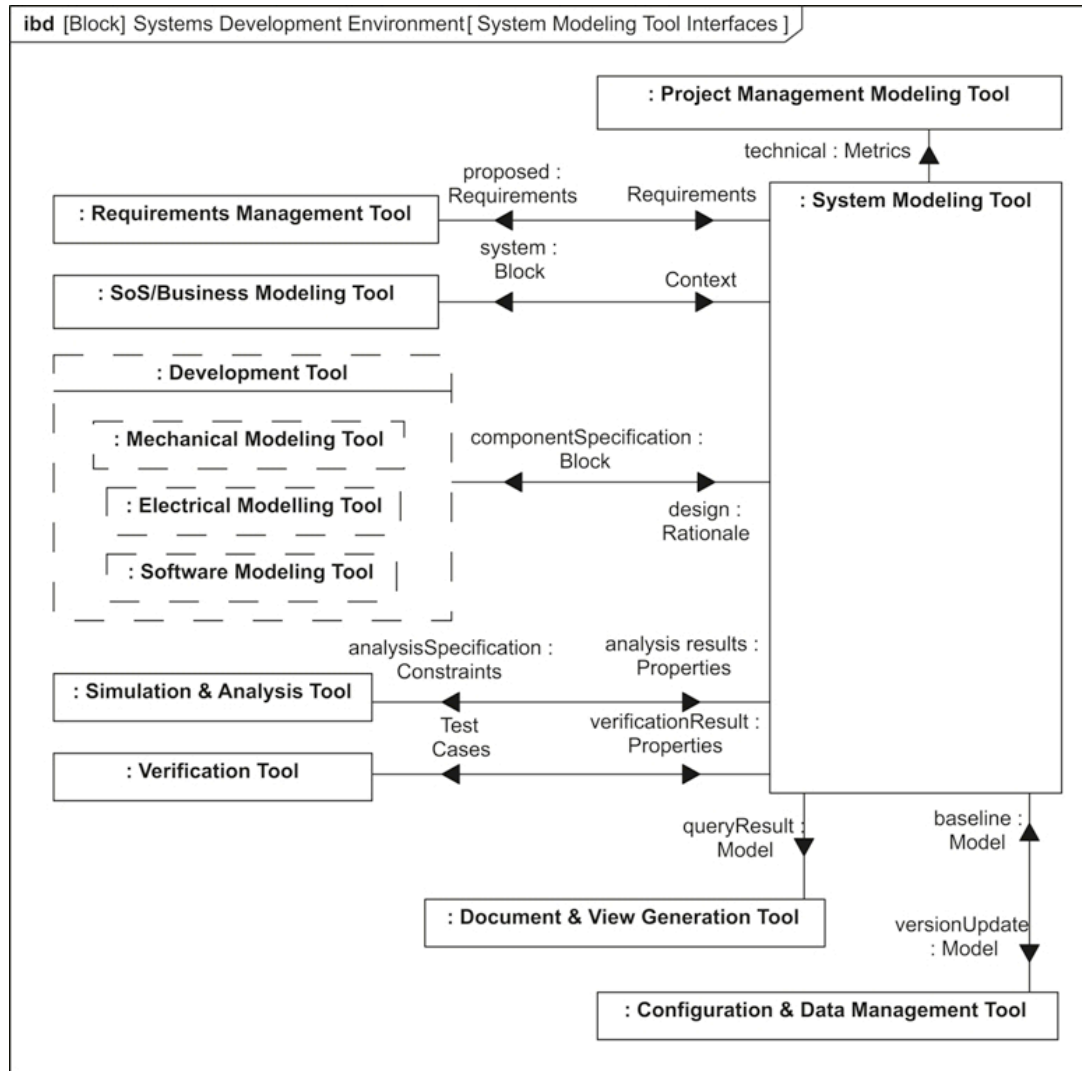 ibd [Block] Systems Development Environment[ System Modeling Tool Interfaces ]
: Project Management Modeling Tool
technical : Metrics
: System Modeling Tool
proposed :
Requirements
Requirements
: Requirements Management Tool
system :
Block
Context
: SoS/Business Modeling Tool
: Development Tool
: Mechanical Modeling Tool
: Electrical Modelling Tool
: Software Modeling Tool
componentSpecification :
Block
design :
Rationale
analysisSpecification :
Constraints
analysis results :
Properties
: Simulation & Analysis Tool
Test
Cases
verificationResult :
Properties
: Verification Tool
queryResult :
Model
baseline :
Model
: Document & View Generation Tool
versionUpdate
: Model
: Configuration & Data Management Tool